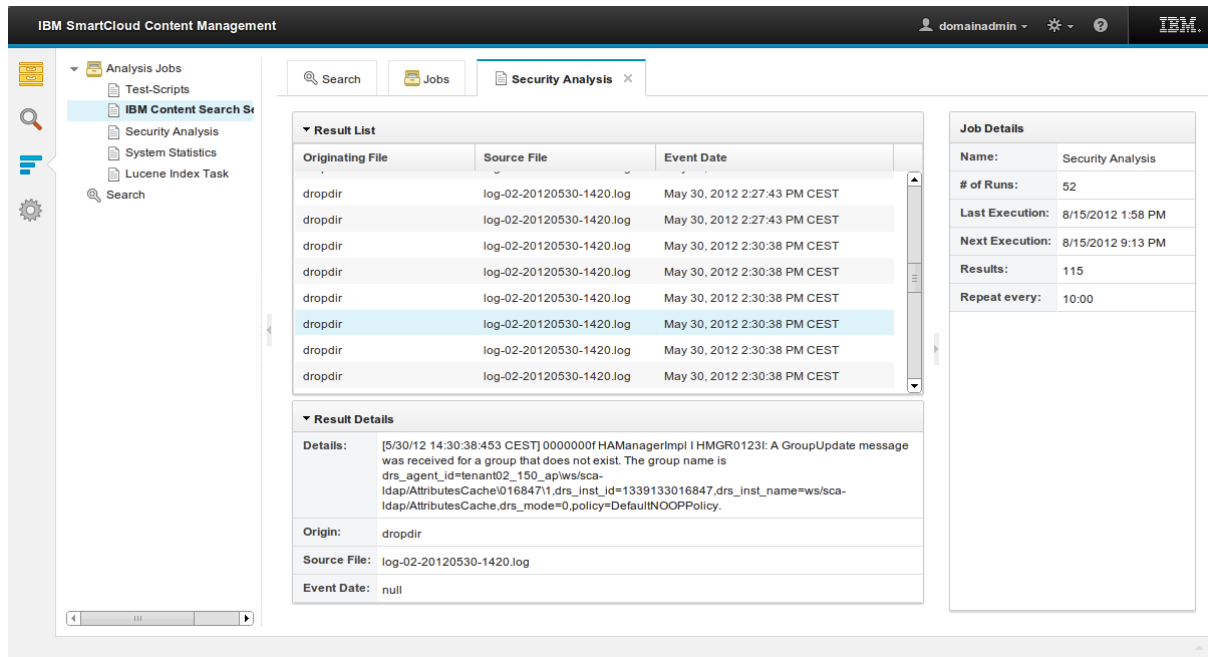 IBM SmartCloud Content Management
domainadmin
IBM.
Analysis Jobs
Test-Scripts
IBM Content Search Se
Security Analysis
System Statistics
Lucene Index Task
Search
Search
Jobs
Security Analysis
Result List
Originating File Source File Event Date
dropdir log-02-20120530-1420.log May 30, 2012 2:27:43 PM CEST
dropdir log-02-20120530-1420.log May 30, 2012 2:27:43 PM CEST
dropdir log-02-20120530-1420.log May 30, 2012 2:30:38 PM CEST
dropdir log-02-20120530-1420.log May 30, 2012 2:30:38 PM CEST
dropdir log-02-20120530-1420.log May 30, 2012 2:30:38 PM CEST
dropdir log-02-20120530-1420.log May 30, 2012 2:30:38 PM CEST
dropdir log-02-20120530-1420.log May 30, 2012 2:30:38 PM CEST
dropdir log-02-20120530-1420.log May 30, 2012 2:30:38 PM CEST
Result Details
Details: [5/30/12 14:30:38:453 CEST] 0000000f HAManagerImpl I HMGR0123I: A GroupUpdate message
was received for a group that does not exist. The group name is
drs_agent_id=tenant02_150_ap\ws/sca-
ldap/AttributesCache\016847\1,drs_inst_id=1339133016847,drs_inst_name=ws/sca-
ldap/AttributesCache,drs_mode=0,policy=DefaultNOOPPolicy.
Origin: dropdir
Source File: log-02-20120530-1420.log
Event Date: null
Job Details
Name: Security Analysis
# of Runs: 52
Last Execution: 8/15/2012 1:58 PM
Next Execution: 8/15/2012 9:13 PM
Results: 115
Repeat every: 10:00